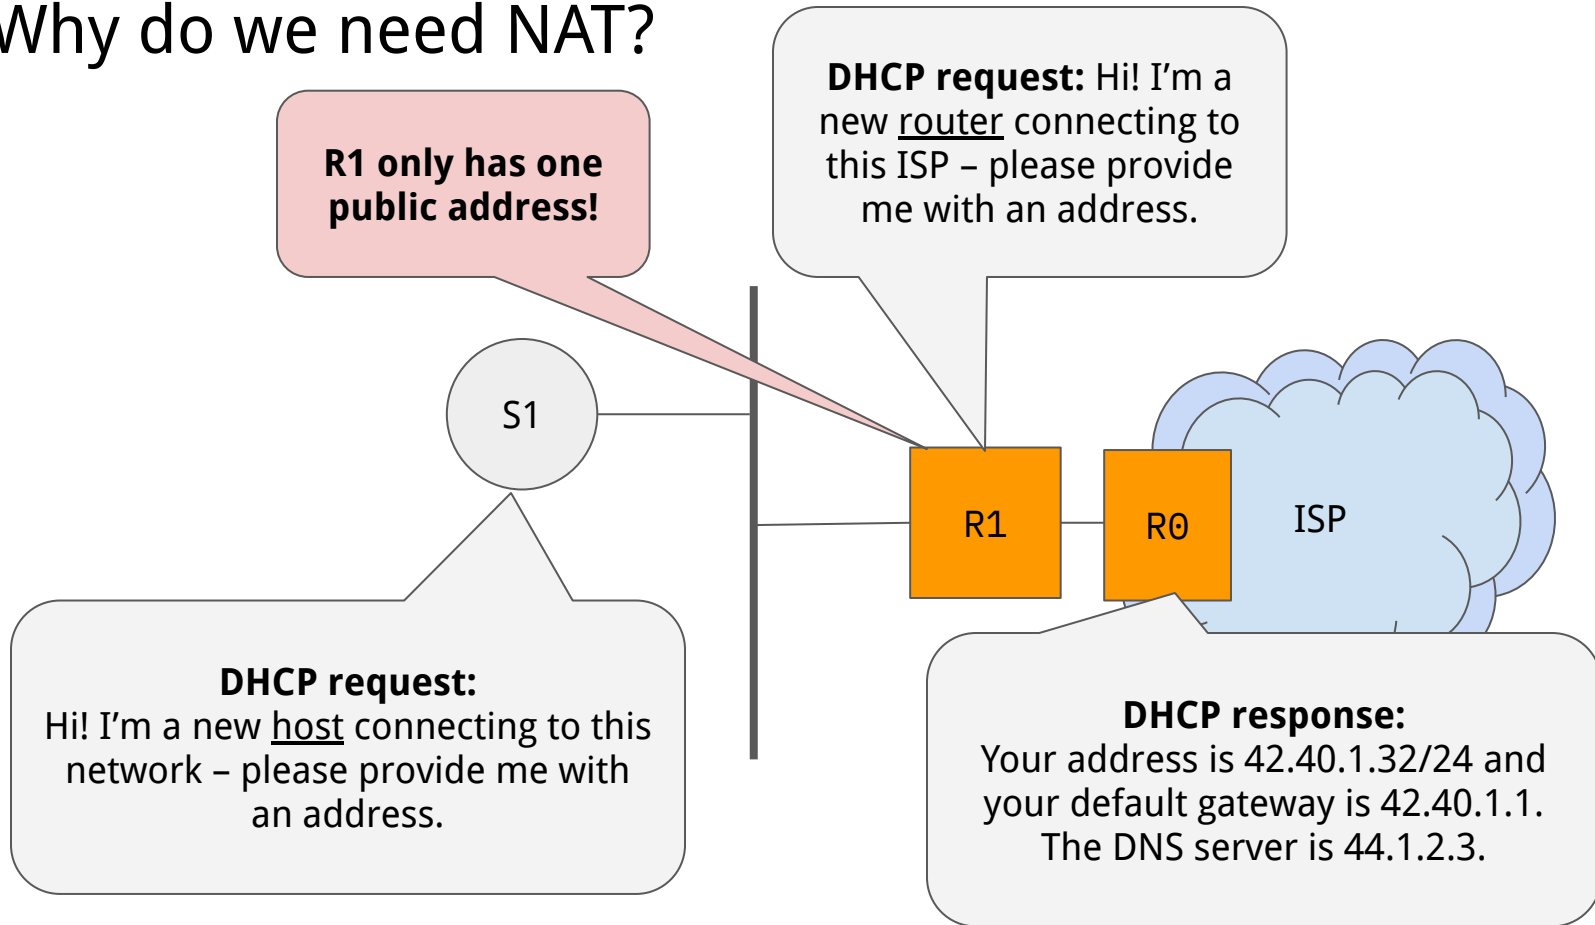 Why do we need NAT?
R1 only has one
public address!
DHCP request: Hi! I’m a
new router connecting to
this ISP – please provide
me with an address.
S1
R1
R0
ISP
DHCP request:
Hi! I’m a new host connecting to this
network – please provide me with
an address.
DHCP response:
Your address is 42.40.1.32/24 and
your default gateway is 42.40.1.1.
The DNS server is 44.1.2.3.